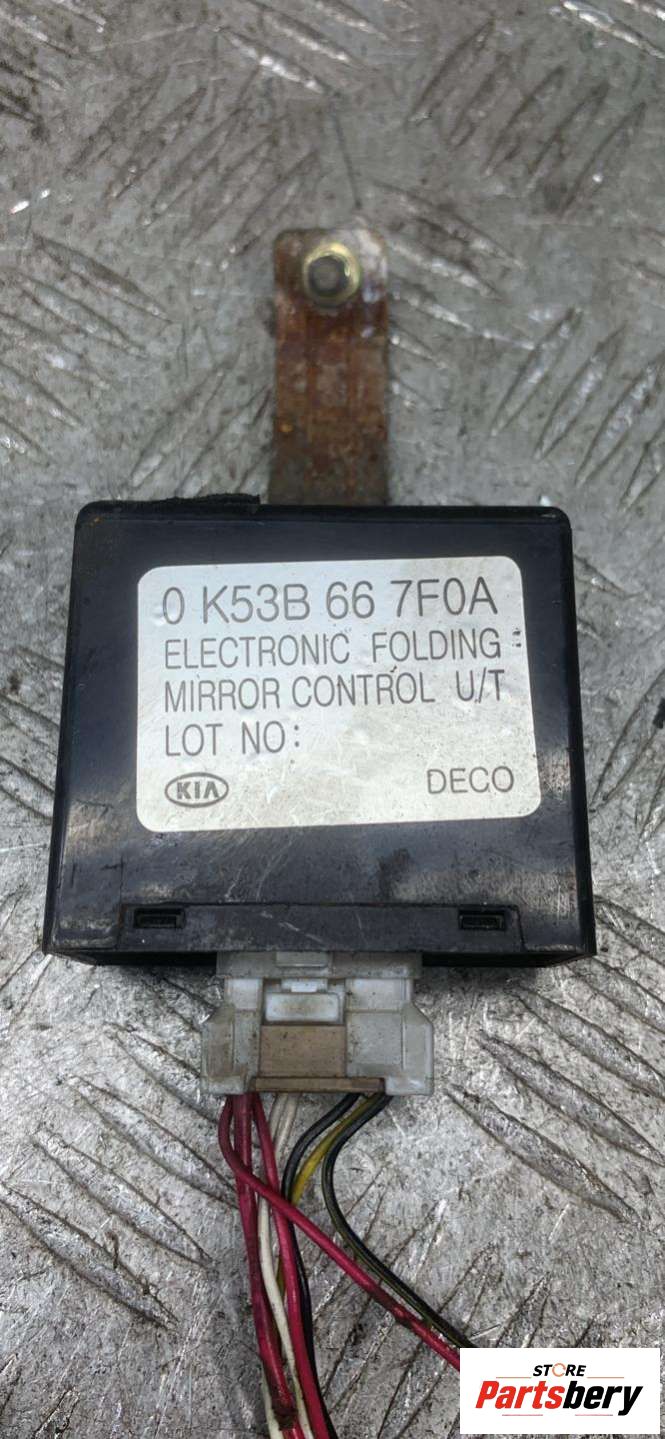 0 K53B 66 7F0A
ELECTRONIC FOLDING
MIRROR CONTROL U/T
LOT NO:
KIA DECO
STORE
Partsbery